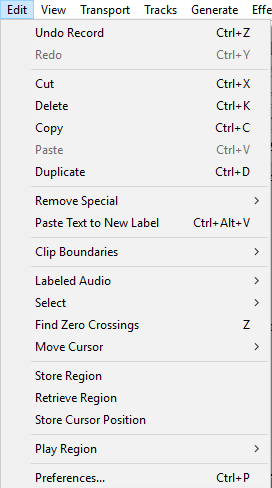 Edit View Transport Tracks Generate Effe
Undo Record Ctrl+Z
Redo Ctrl+Y
Cut Ctrl+X
Delete Ctrl+K
Copy Ctrl+C
Paste Ctrl+V
Duplicate Ctrl+D
Remove Special >
Paste Text to New Label Ctrl+Alt+V
Clip Boundaries >
Labeled Audio >
Select >
Find Zero Crossings Z
Move Cursor >
Store Region
Retrieve Region
Store Cursor Position
Play Region >
Preferences... Ctrl+P